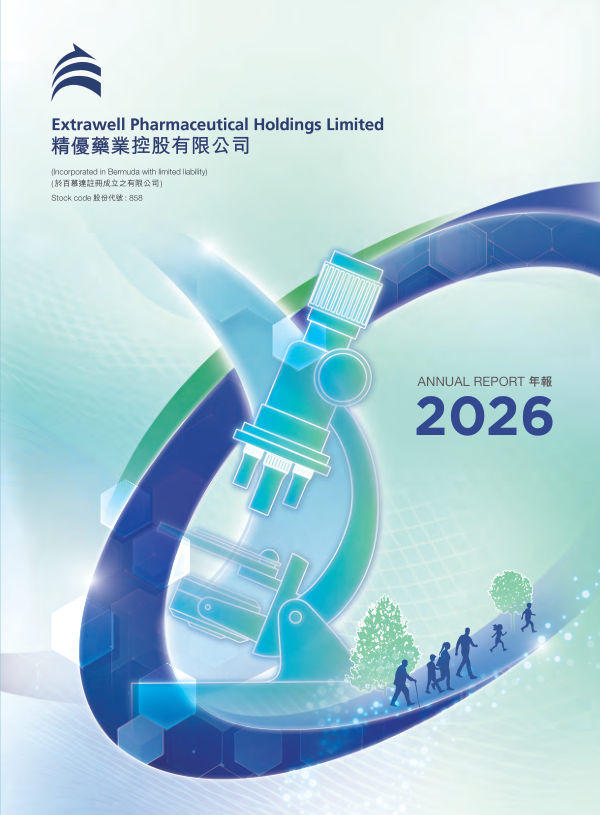 Extrawell Pharmaceutical Holdings Limited
精優藥業控股有限公司
(Incorporated in Bermuda with limited liability)
(於百慕達註冊成立之有限公司)
Stock code 股份代號 : 858
ANNUAL REPORT 年報
2026